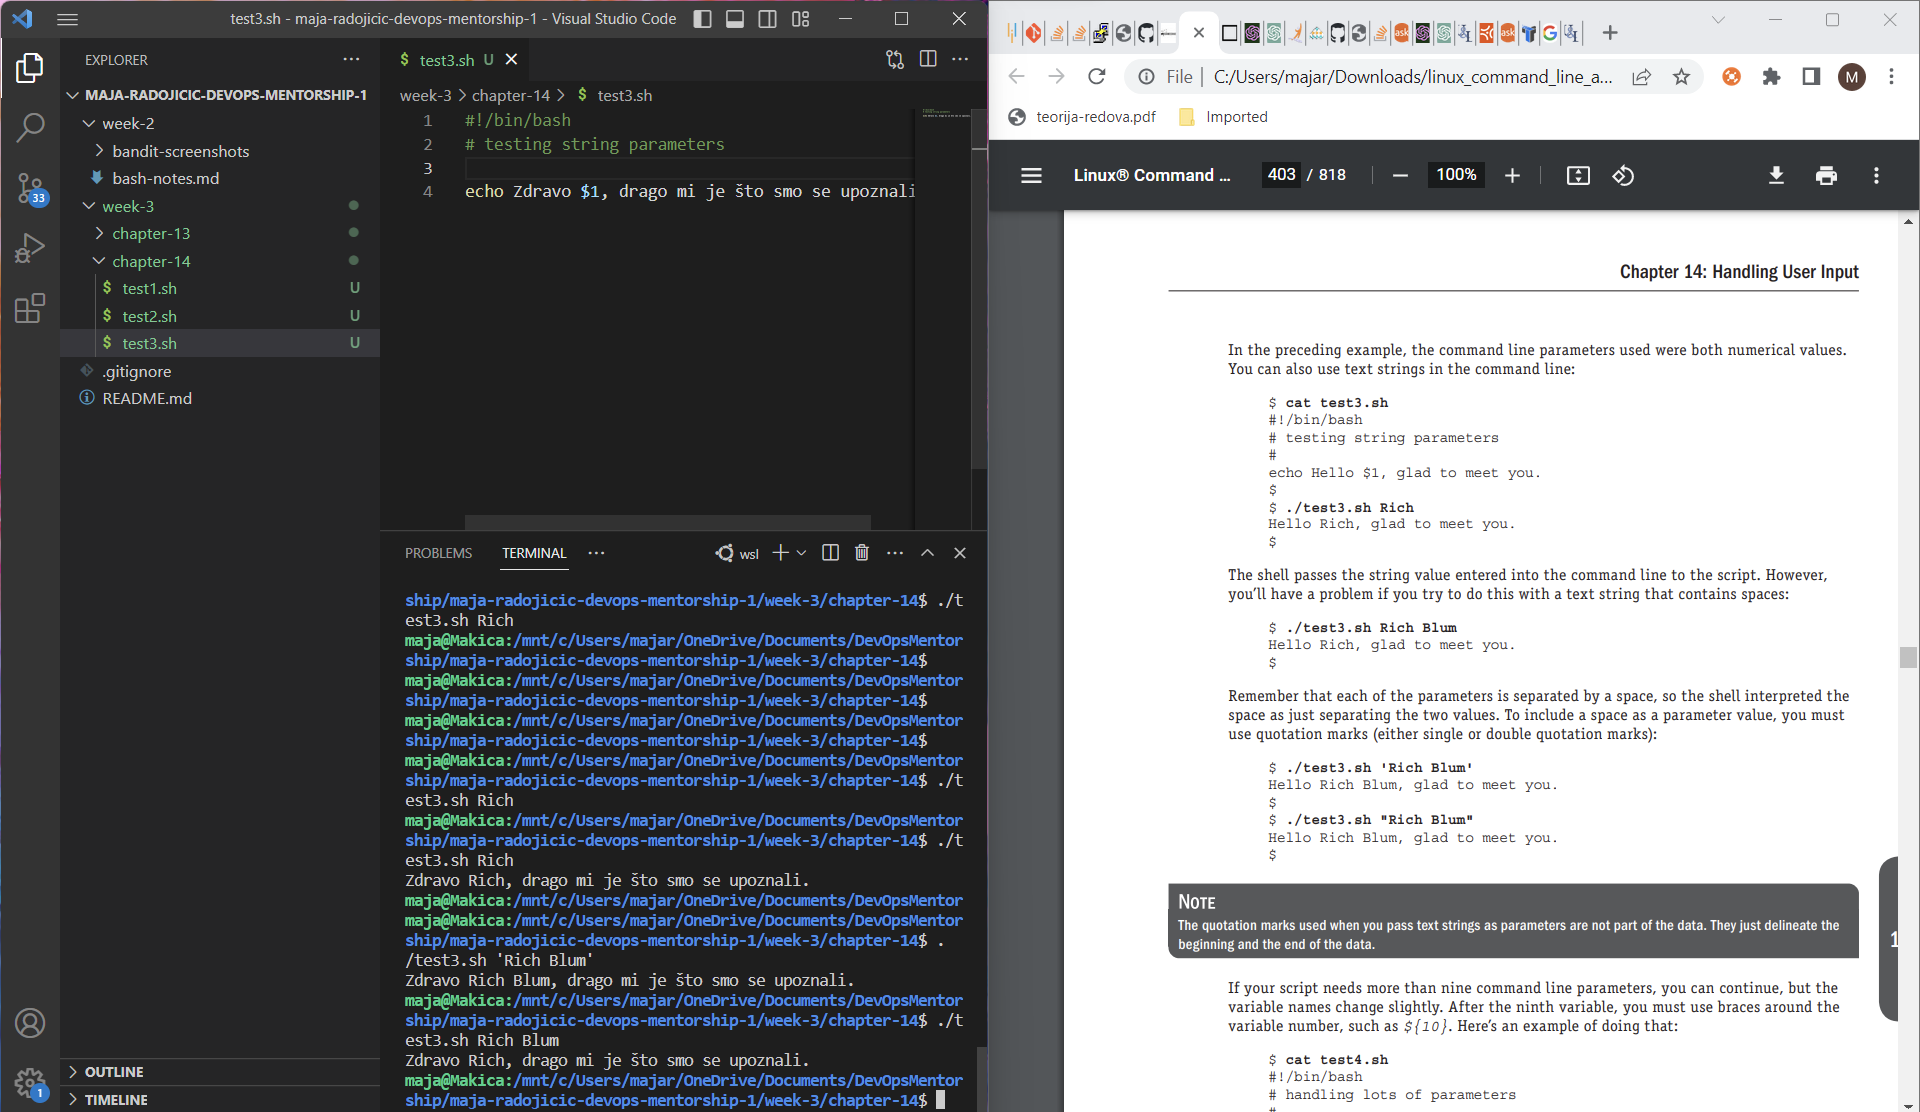 test3.sh - maja-radojicic-devops-mentorship-1 - Visual Studio Code
EXPLORER
MAJA-RADOJICIC-DEVOPS-MENTORSHIP-1
week-2
bandit-screenshots
bash-notes.md
week-3
chapter-13
chapter-14
$ test1.sh U
$ test2.sh U
$ test3.sh U
.gitignore
README.md
33
1
OUTLINE
TIMELINE
$ test3.sh U
week-3 > chapter-14 > $ test3.sh
1 #!/bin/bash
2 # testing string parameters
3
4 echo Zdravo $1, drago mi je što smo se upoznali
PROBLEMS TERMINAL
wsl
ship/maja-radojicic-devops-mentorship-1/week-3/chapter-14$ ./t
est3.sh Rich
maja@Makica:/mnt/c/Users/majar/OneDrive/Documents/DevOpsMentor
ship/maja-radojicic-devops-mentorship-1/week-3/chapter-14$
maja@Makica:/mnt/c/Users/majar/OneDrive/Documents/DevOpsMentor
ship/maja-radojicic-devops-mentorship-1/week-3/chapter-14$
maja@Makica:/mnt/c/Users/majar/OneDrive/Documents/DevOpsMentor
ship/maja-radojicic-devops-mentorship-1/week-3/chapter-14$
maja@Makica:/mnt/c/Users/majar/OneDrive/Documents/DevOpsMentor
ship/maja-radojicic-devops-mentorship-1/week-3/chapter-14$ ./t
est3.sh Rich
maja@Makica:/mnt/c/Users/majar/OneDrive/Documents/DevOpsMentor
ship/maja-radojicic-devops-mentorship-1/week-3/chapter-14$ ./t
est3.sh Rich
Zdravo Rich, drago mi je što smo se upoznali.
maja@Makica:/mnt/c/Users/majar/OneDrive/Documents/DevOpsMentor
maja@Makica:/mnt/c/Users/majar/OneDrive/Documents/DevOpsMentor
ship/maja-radojicic-devops-mentorship-1/week-3/chapter-14$ .
/test3.sh 'Rich Blum'
Zdravo Rich Blum, drago mi je što smo se upoznali.
maja@Makica:/mnt/c/Users/majar/OneDrive/Documents/DevOpsMentor
ship/maja-radojicic-devops-mentorship-1/week-3/chapter-14$ ./t
est3.sh Rich Blum
Zdravo Rich, drago mi je što smo se upoznali.
maja@Makica:/mnt/c/Users/majar/OneDrive/Documents/DevOpsMentor
ship/maja-radojicic-devops-mentorship-1/week-3/chapter-14$
File | C:/Users/majar/Downloads/linux_command_line_a...
M
teorija-redova.pdf
Imported
Linux® Command ... 403 / 818 100%
Chapter 14: Handling User Input
In the preceding example, the command line parameters used were both numerical values.
You can also use text strings in the command line:
$ cat test3.sh
#!/bin/bash
# testing string parameters
#
echo Hello $1, glad to meet you.
$
$ ./test3.sh Rich
Hello Rich, glad to meet you.
$
The shell passes the string value entered into the command line to the script. However,
you'll have a problem if you try to do this with a text string that contains spaces:
$ ./test3.sh Rich Blum
Hello Rich, glad to meet you.
$
Remember that each of the parameters is separated by a space, so the shell interpreted the
space as just separating the two values. To include a space as a parameter value, you must
use quotation marks (either single or double quotation marks):
$ ./test3.sh 'Rich Blum'
Hello Rich Blum, glad to meet you.
$
$ ./test3.sh "Rich Blum"
Hello Rich Blum, glad to meet you.
$
NOTE
The quotation marks used when you pass text strings as parameters are not part of the data. They just delineate the
beginning and the end of the data.
1
If your script needs more than nine command line parameters, you can continue, but the
variable names change slightly. After the ninth variable, you must use braces around the
variable number, such as ${10}. Here's an example of doing that:
$ cat test4.sh
#!/bin/bash
# handling lots of parameters